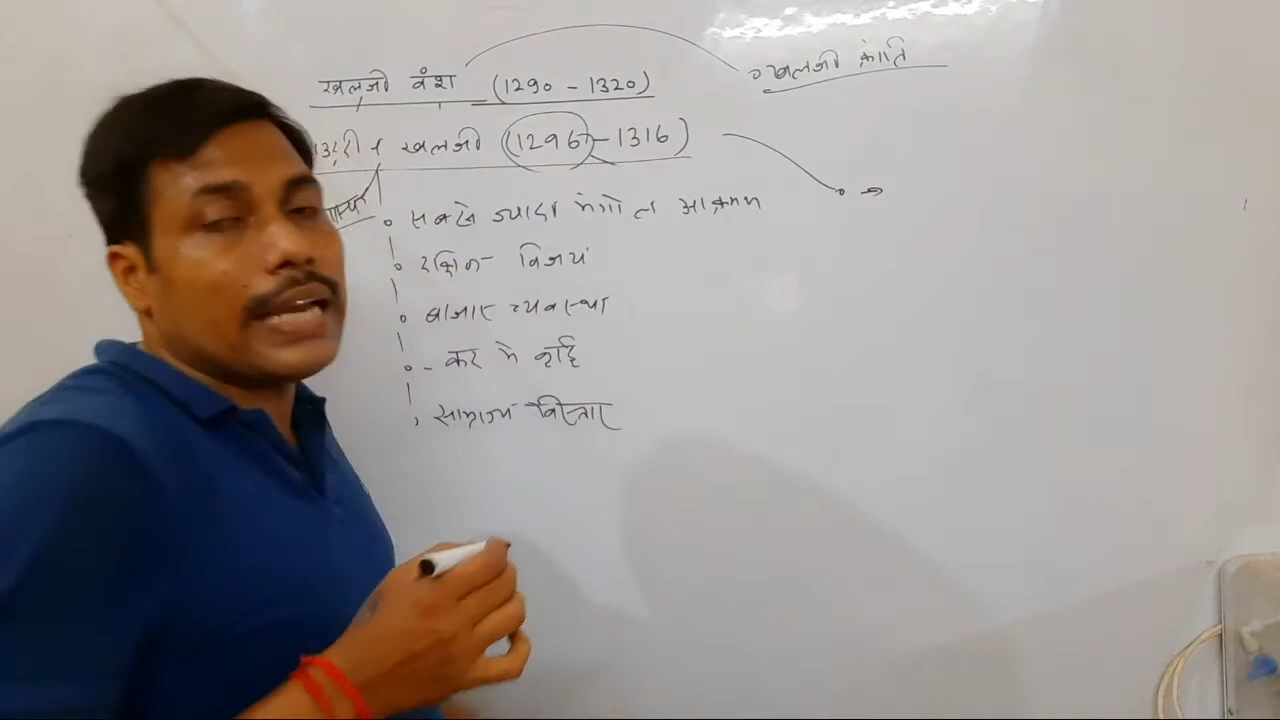 खलजी वंश (1290 - 1320)
खलजी क्रांति
खलजी (1296 - 1316)
सबसे ज्यादा मंगोल आक्रमण
दक्षिण विजय
बाजार व्यवस्था
- कर में वृद्धि
साम्राज्य विस्तार